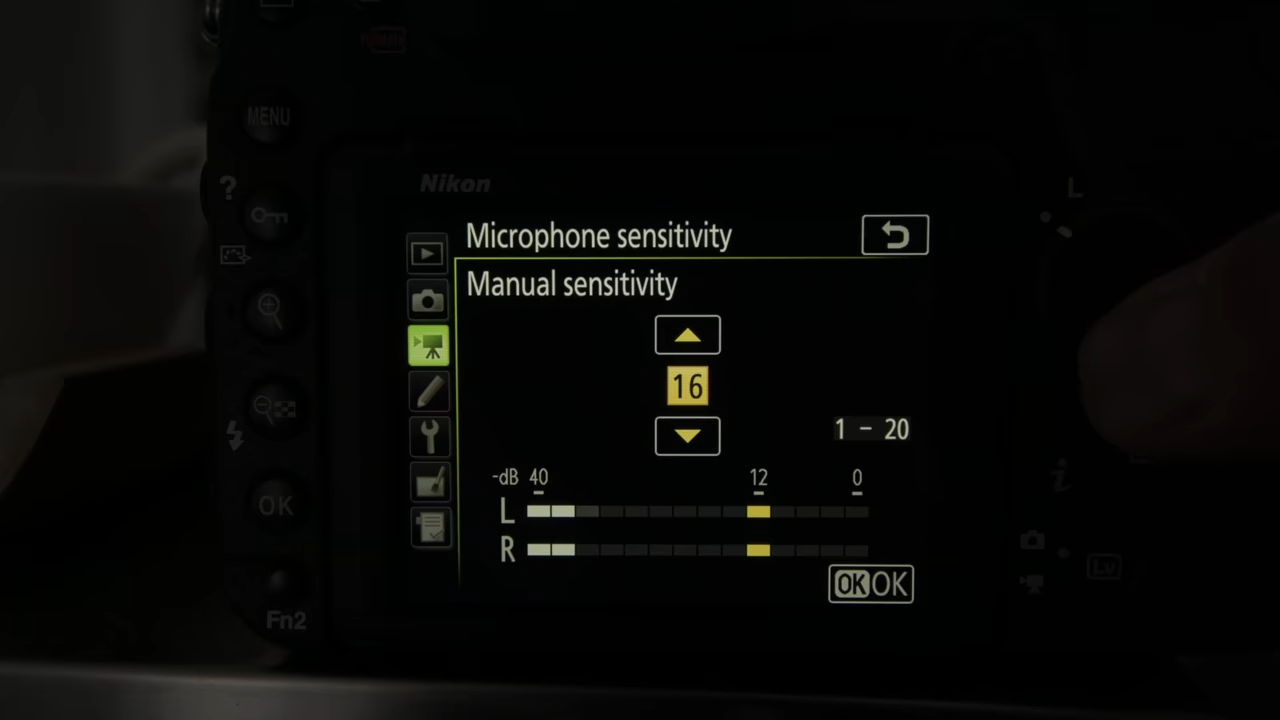 MENU
Nikon
?
L
Microphone sensitivity
Manual sensitivity
16
1 - 20
-dB 40 12 0
L
R
OK
i
Lv
OK OK
Fn2